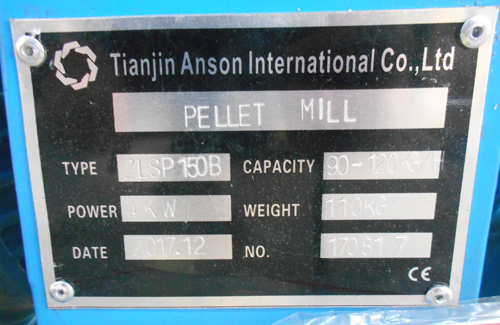 Tianjin Anson International Co.,Ltd
PELLET MILL
TYPE ZLSP150B CAPACITY 90-120KG/H
POWER KW WEIGHT 110KG
DATE 2017.12 NO.
CE